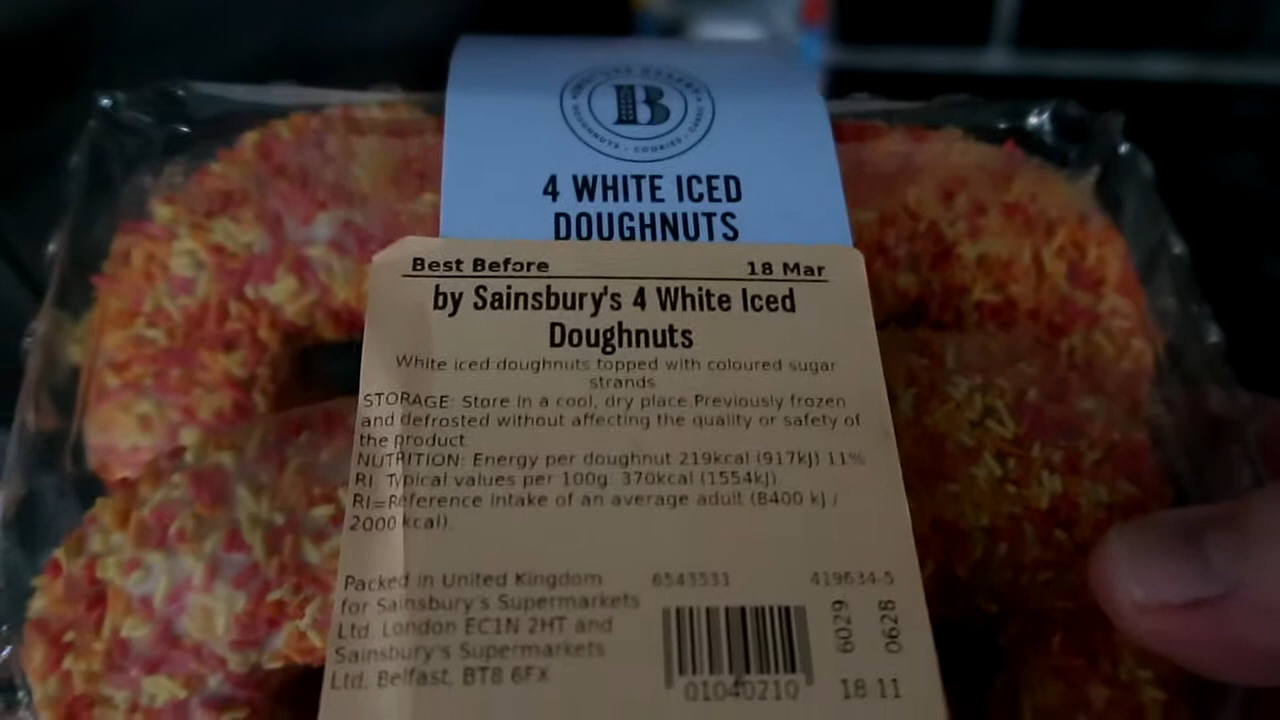 B
DOUGHNUTS · COOKIES ·
4 WHITE ICED
DOUGHNUTS
Best Before 18 Mar
by Sainsbury's 4 White Iced
Doughnuts
White iced doughnuts topped with coloured sugar
strands
STORAGE: Store in a cool, dry place.Previously frozen
and defrosted without affecting the quality or safety of
the product.
NUTRITION: Energy per doughnut 219kcal (917kJ) 11%
RI. Typical values per 100g: 370kcal (1554kJ).
RI=Reference intake of an average adult (8400 kJ /
2000 kcal).
Packed in United Kingdom
for Sainsbury's Supermarkets
Ltd. London EC1N 2HT and
Sainsbury's Supermarkets
Ltd. Belfast, BT8 6FX
6543531 419634-5
6029
0628
01040210
18 11